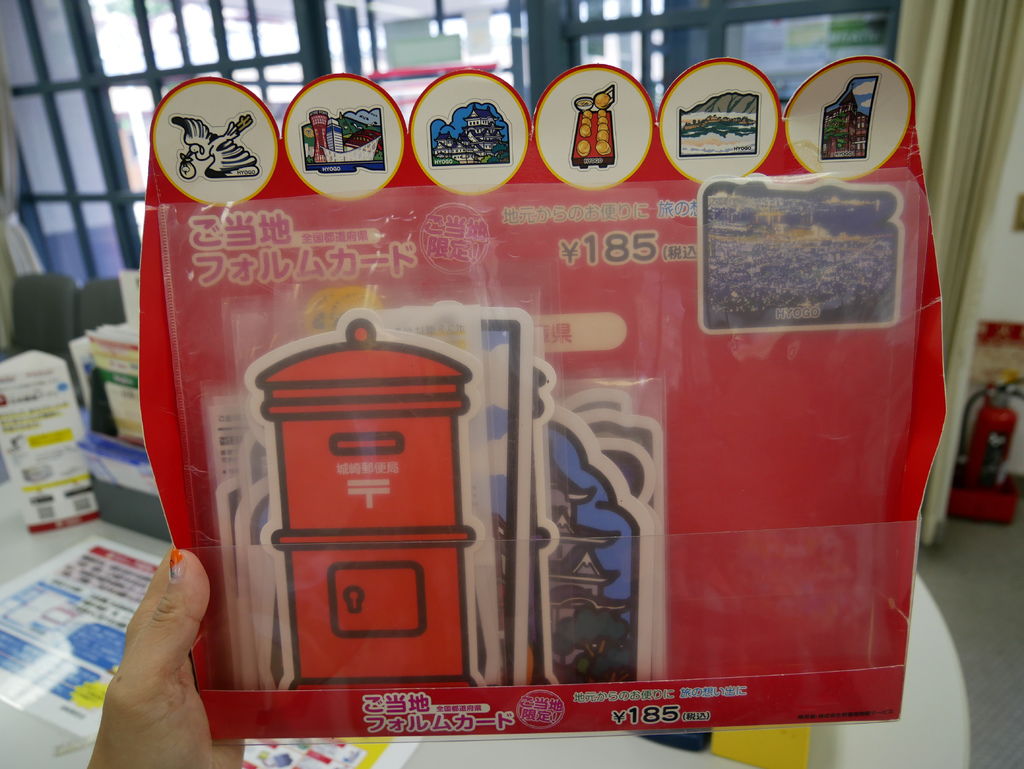 HYOGO
HYOGO
HYOGO
HYOGO
HYOGO
HYOGO
ご当地
全国都道府県
フォルムカード
ご当地
限定!
地元からのお便りに 旅の想
¥185(税込
HYOGO
県
城崎郵便局
〒
ご当地
全国都道府県
フォルムカード
ご当地
限定!
地元からのお便りに 旅の想い出に
¥185(税込)